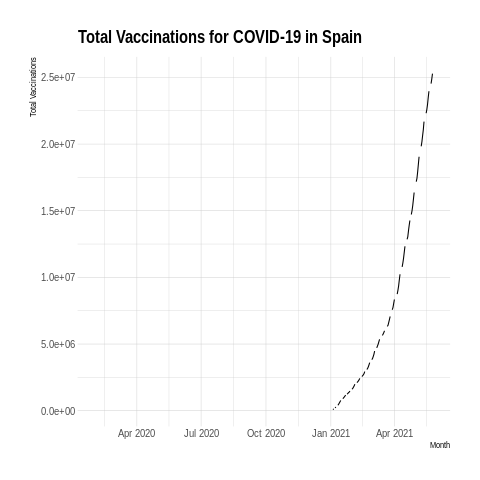 Total Vaccinations for COVID-19 in Spain
Total Vaccinations
2.5e+07
2.0e+07
1.5e+07
1.0e+07
5.0e+06
0.0e+00
Apr 2020 Jul 2020 Oct 2020 Jan 2021 Apr 2021
Month